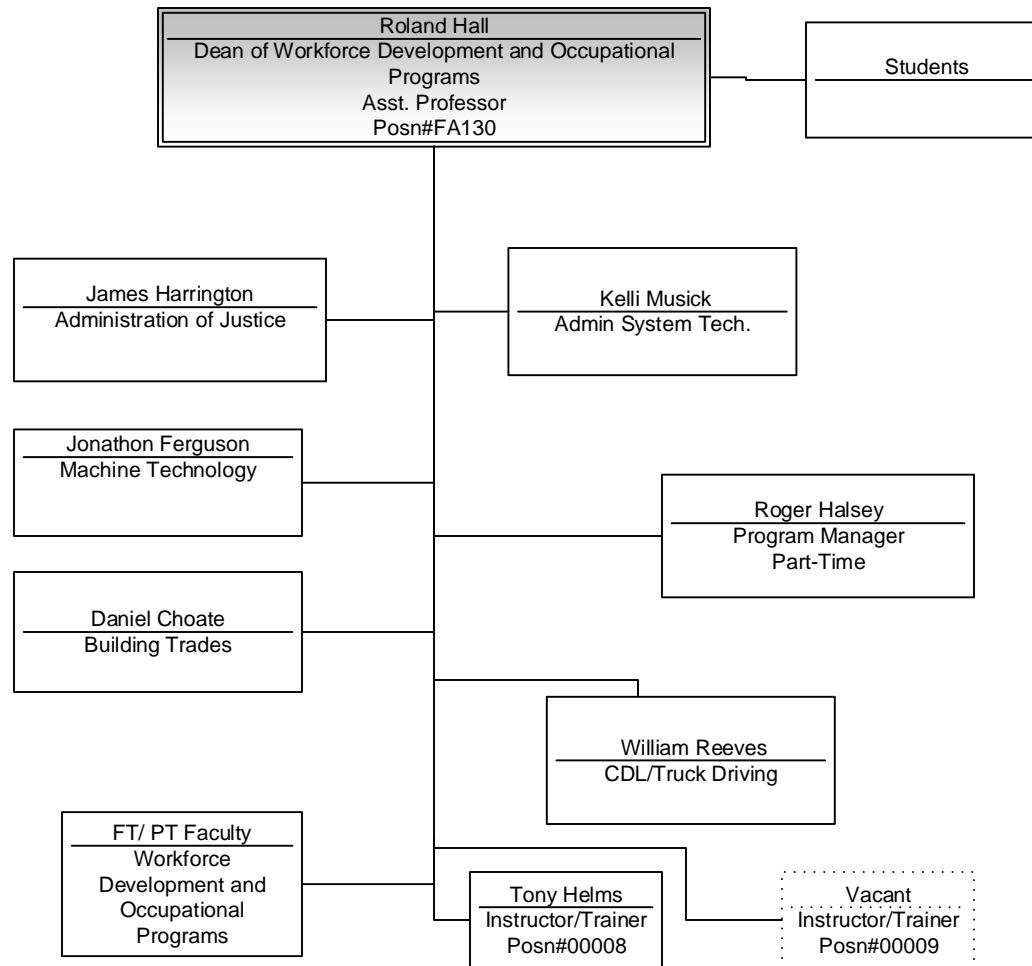 Roland Hall
Dean of Workforce Development and Occupational
Programs
Asst. Professor
Posn#FA130
Students
James Harrington
Administration of Justice
Kelli Musick
Admin System Tech.
Jonathon Ferguson
Machine Technology
Roger Halsey
Program Manager
Part-Time
Daniel Choate
Building Trades
William Reeves
CDL/Truck Driving
FT/ PT Faculty
Workforce
Development and
Occupational
Programs
Tony Helms
Instructor/Trainer
Posn#00008
Vacant
Instructor/Trainer
Posn#00009